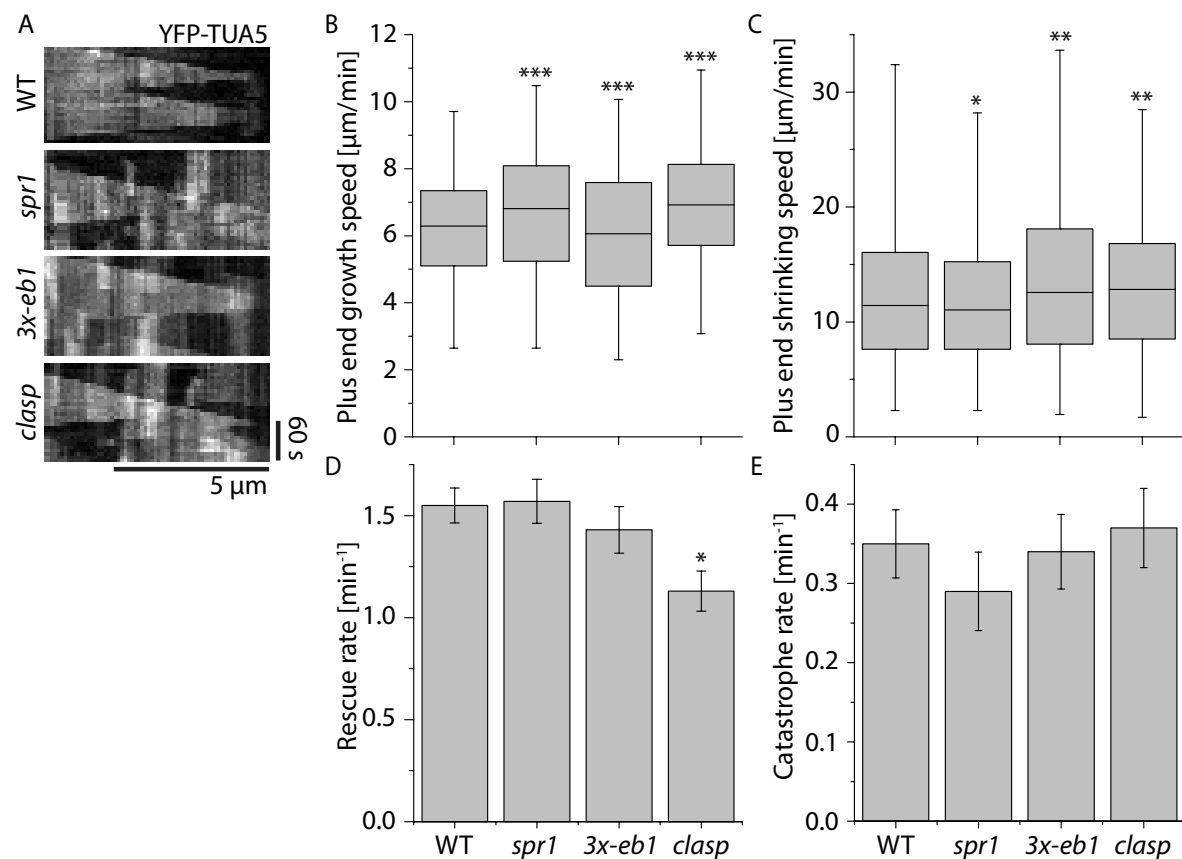 A
YFP-TUA5
WT
spr1
3x-eb1
clasp
60 s
5 µm
B
Plus end growth speed [µm/min]
12
10
8
6
4
2
0
***
***
***
C
Plus end shrinking speed [µm/min]
30
20
10
0
*
**
**
D
Rescue rate [min⁻¹]
1.5
1.0
0.5
0.0
*
WT
spr1
3x-eb1
clasp
E
Catastrophe rate [min⁻¹]
0.4
0.3
0.2
0.1
0.0
WT
spr1
3x-eb1
clasp